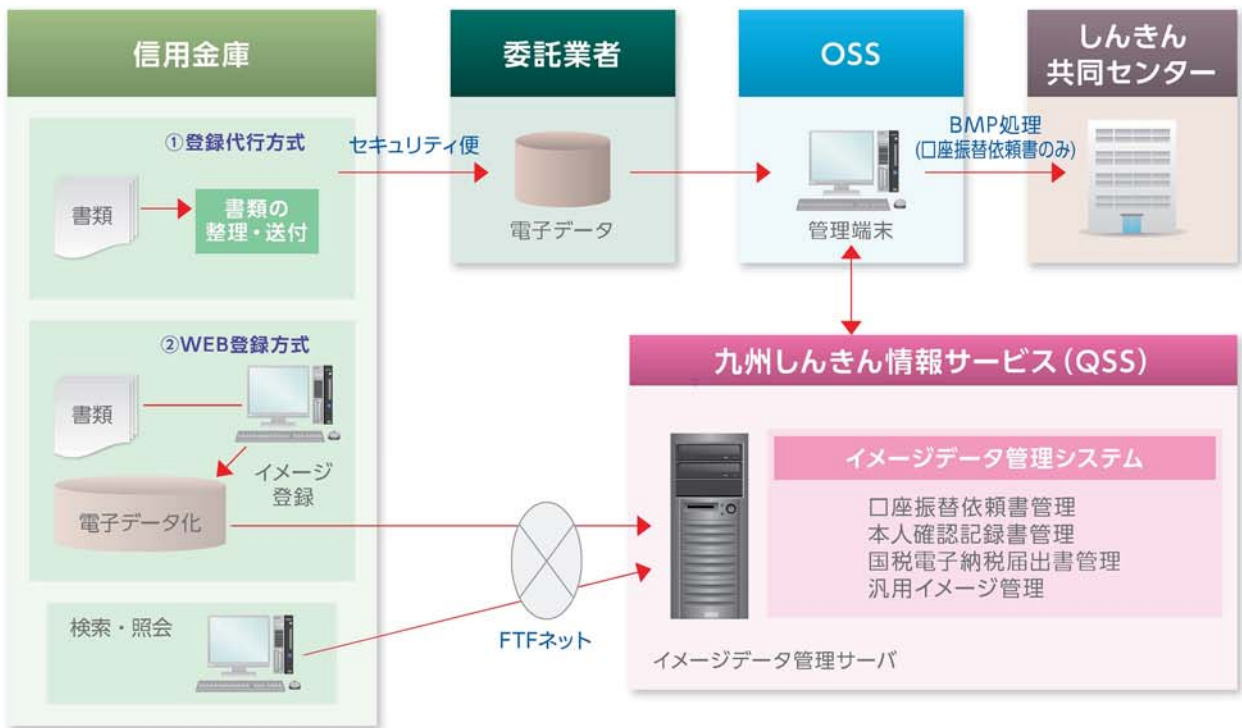 信用金庫
①登録代行方式
書類
書類の
整理・送付
セキュリティ便
委託業者
電子データ
OSS
管理端末
BMP処理
(口座振替依頼書のみ)
しんきん
共同センター
②WEB登録方式
書類
イメージ
登録
電子データ化
検索・照会
FTFネット
九州しんきん情報サービス(QSS)
イメージデータ管理システム
口座振替依頼書管理
本人確認記録書管理
国税電子納税届出書管理
汎用イメージ管理
イメージデータ管理サーバ